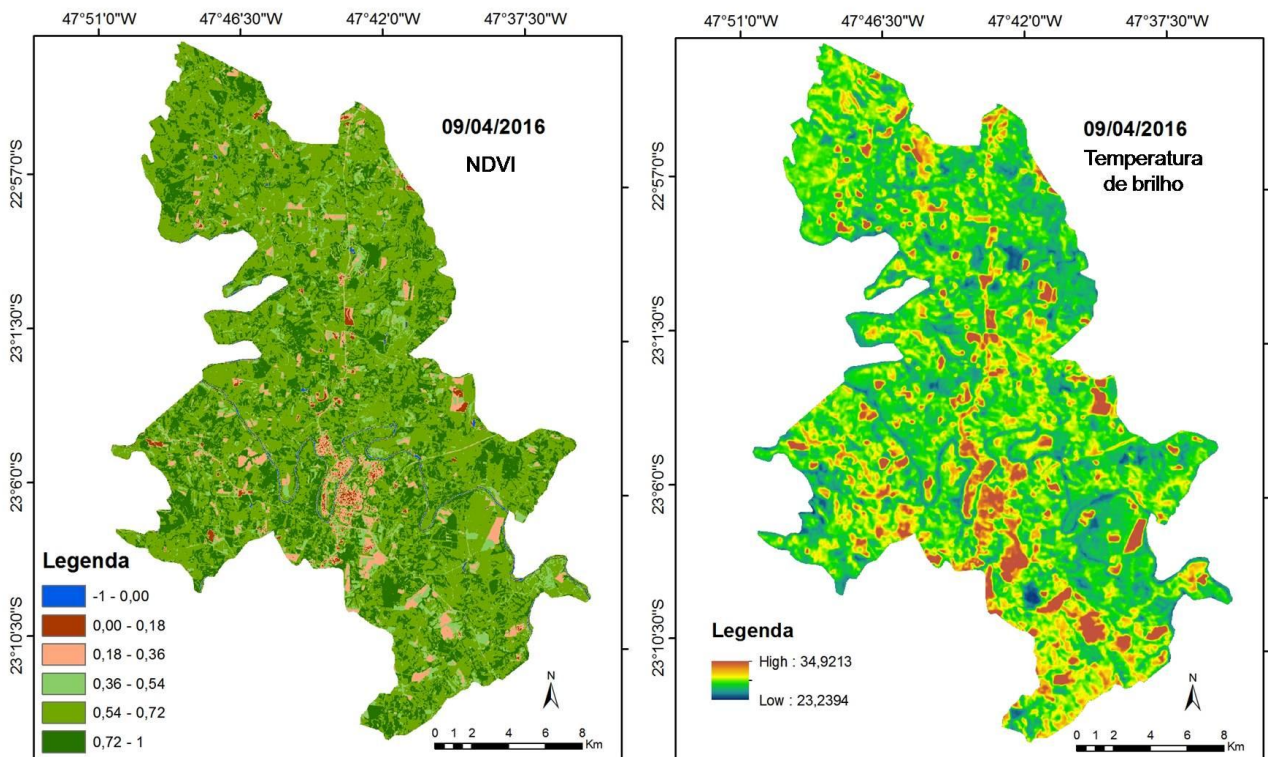 47°51'0"W 47°46'30"W 47°42'0"W 47°37'30"W
22°57'0"S
23°1'30"S
23°6'0"S
23°10'30"S
09/04/2016
NDVI
Legenda
-1 - 0,00
0,00 - 0,18
0,18 - 0,36
0,36 - 0,54
0,54 - 0,72
0,72 - 1
N
0 1 2 4 6 8
Km
47°51'0"W 47°46'30"W 47°42'0"W 47°37'30"W
22°57'0"S
23°1'30"S
23°6'0"S
23°10'30"S
09/04/2016
Temperatura
de brilho
Legenda
High : 34,9213
Low : 23,2394
N
0 1 2 4 6 8
Km